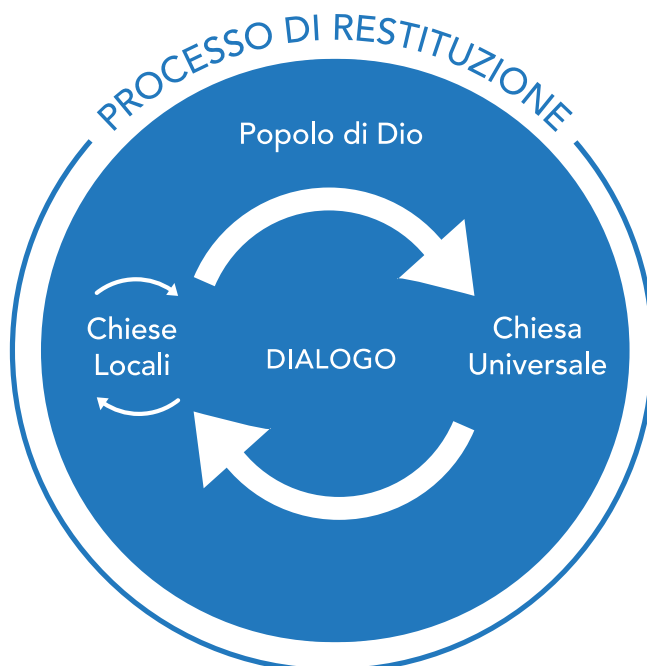 PROCESSO DI RESTITUZIONE
Popolo di Dio
Chiese
Locali
DIALOGO
Chiesa
Universale